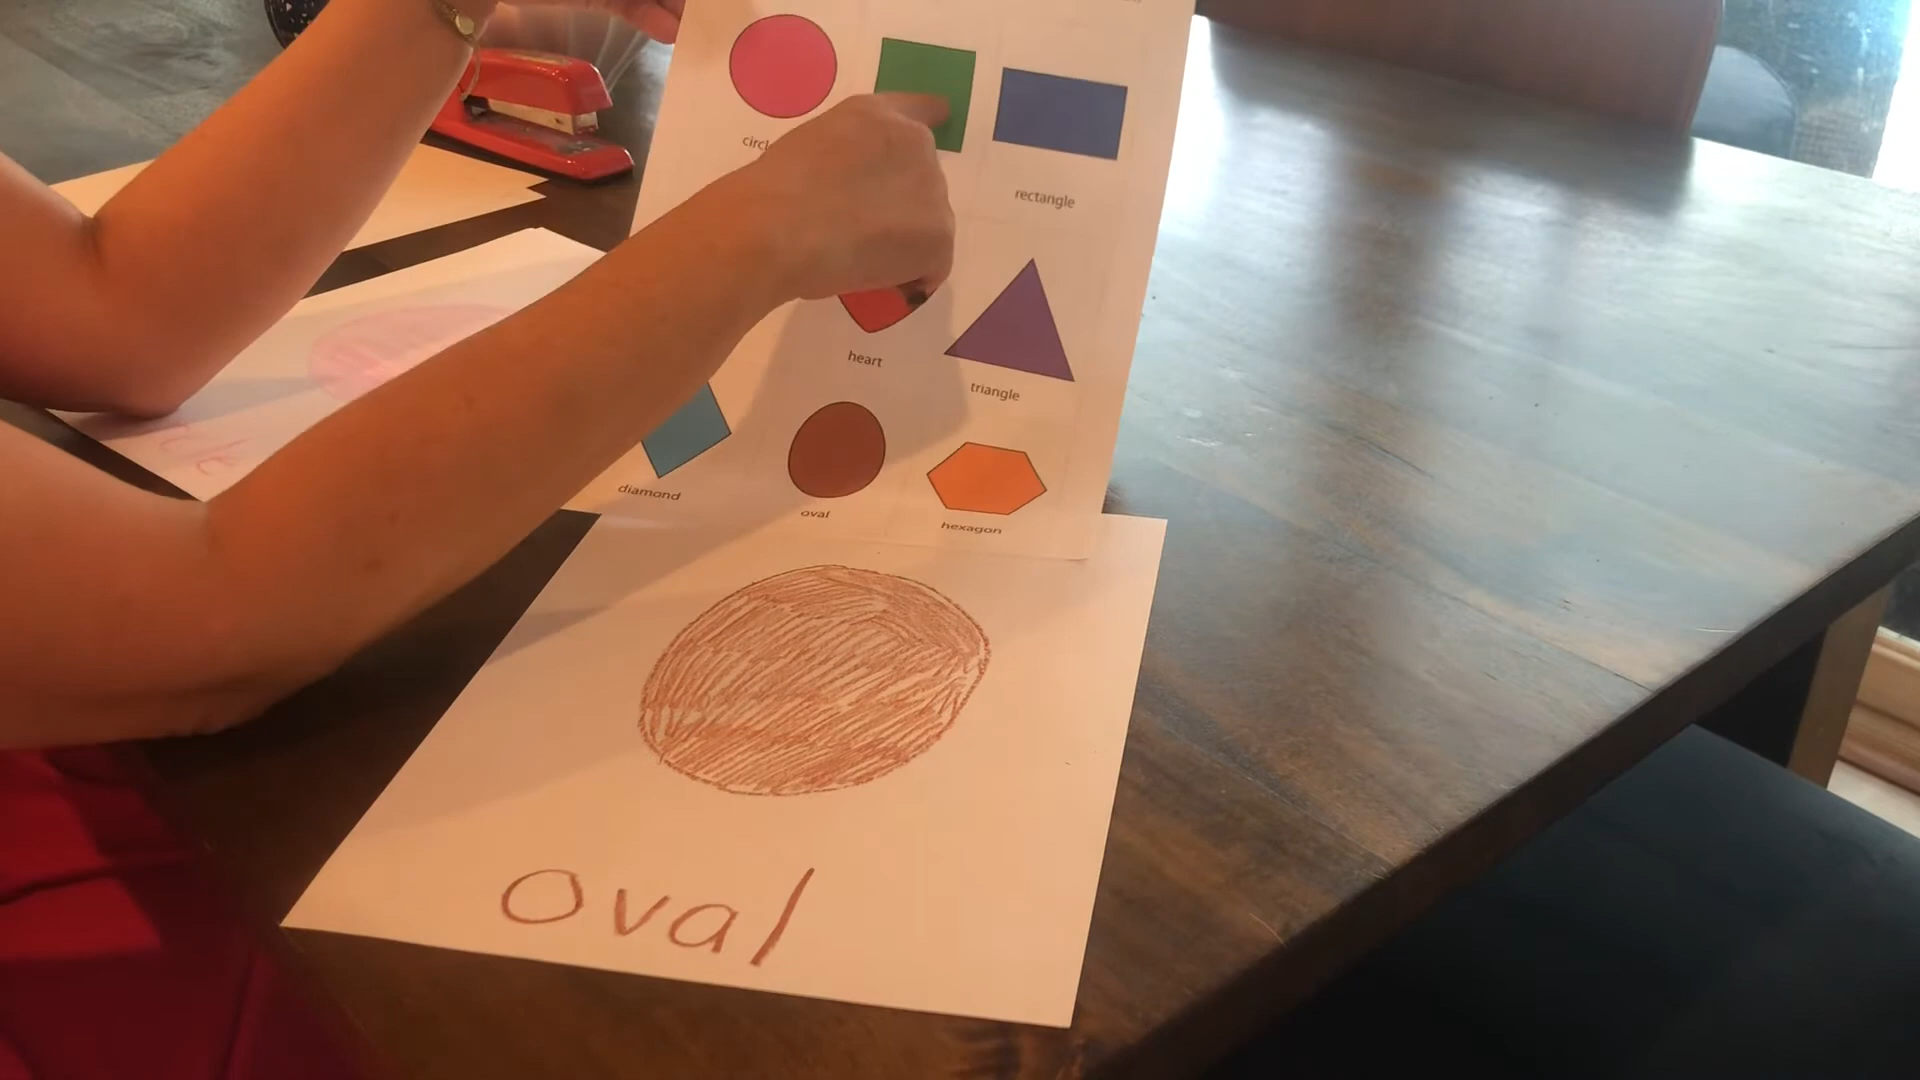 rectangle
heart
triangle
diamond
oval
hexagon
oval